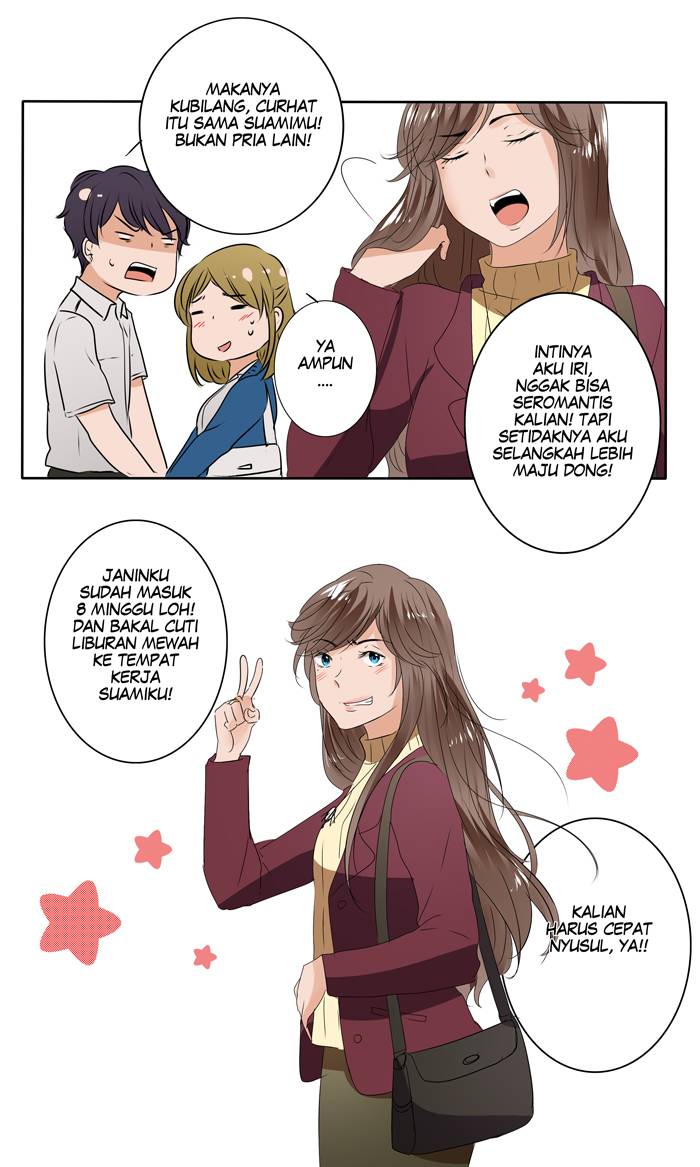 MAKANYA
KUBILANG, CURHAT
ITU SAMA SUAMIMU!
BUKAN PRIA LAIN!
YA
AMPUN
....
INTINYA
AKU IRI,
NGGAK BISA
SEROMANTIS
KALIAN! TAPI
SETIDAKNYA AKU
SELANGKAH LEBIH
MAJU DONG!
JANINKU
SUDAH MASUK
8 MINGGU LOH!
DAN BAKAL CUTI
LIBURAN MEWAH
KE TEMPAT
KERJA
SUAMIKU!
KALIAN
HARUS CEPAT
NYUSUL, YA!!